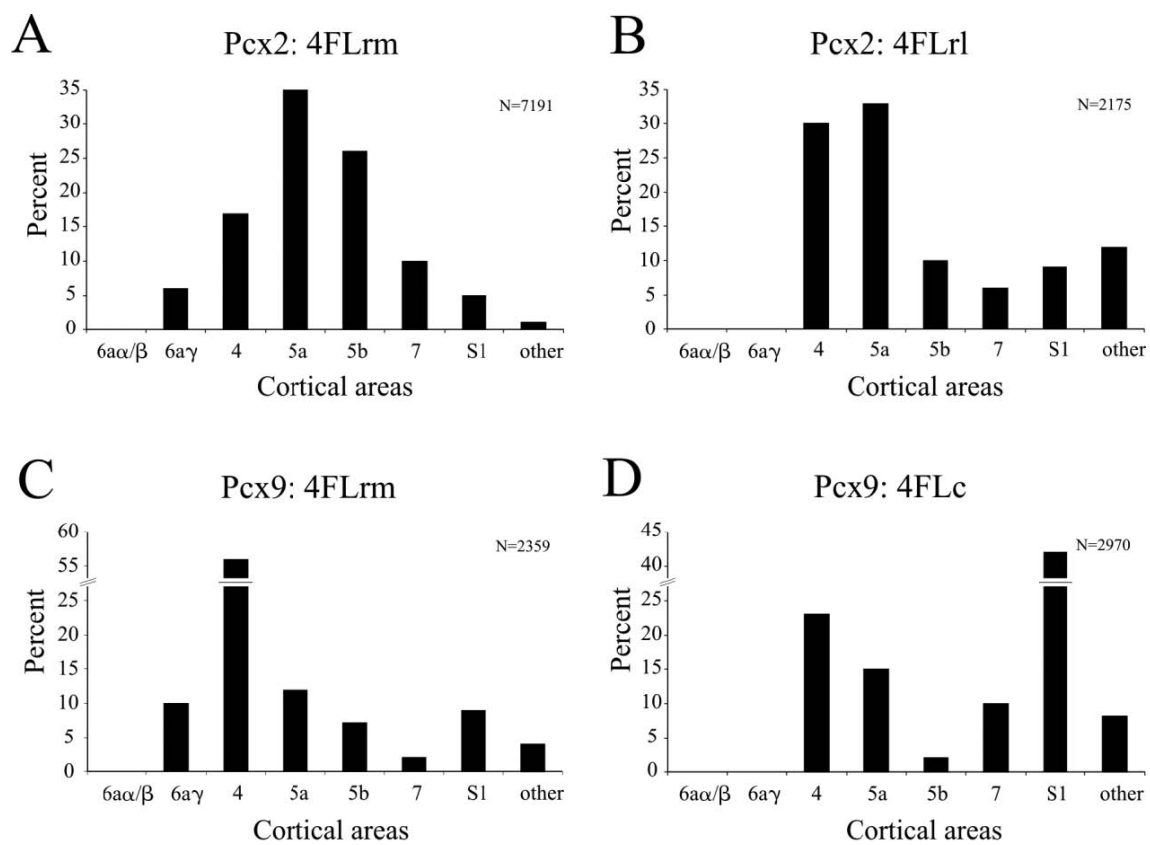 A
Pcx2: 4FLrm
N=7191
Percent
35
30
25
20
15
10
5
0
6aα/β 6aγ 4 5a 5b 7 S1 other
Cortical areas
B
Pcx2: 4FLrl
N=2175
Percent
35
30
25
20
15
10
5
0
6aα/β 6aγ 4 5a 5b 7 S1 other
Cortical areas
C
Pcx9: 4FLrm
N=2359
Percent
60
55
25
20
15
10
5
0
6aα/β 6aγ 4 5a 5b 7 S1 other
Cortical areas
D
Pcx9: 4FLc
N=2970
Percent
45
40
25
20
15
10
5
0
6aα/β 6aγ 4 5a 5b 7 S1 other
Cortical areas